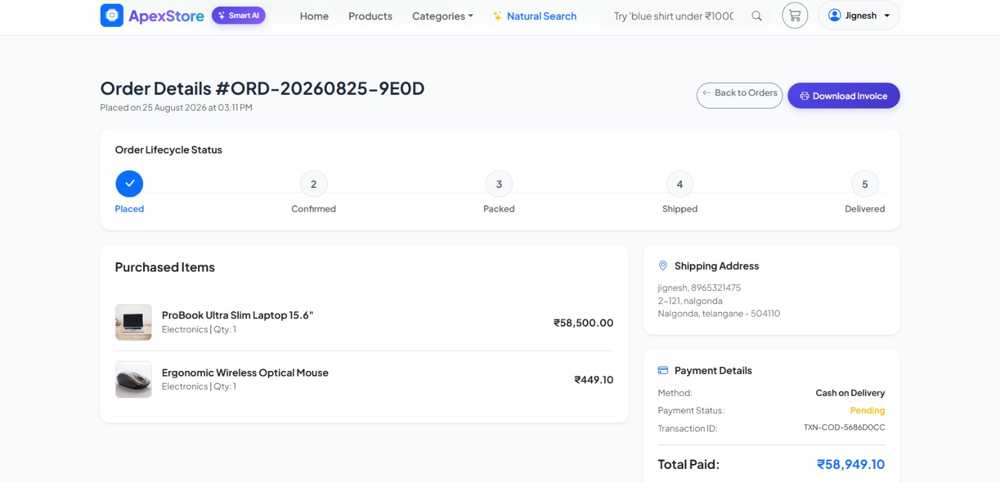 ApexStore Smart AI Home Products Categories Natural Search Try 'blue shirt under ₹100 Jignesh
Order Details #ORD-20260825-9E0D
Placed on 25 August 2026 at 03:11 PM
← Back to Orders
Download Invoice
Order Lifecycle Status
2 3 4 5
Placed Confirmed Packed Shipped Delivered
Purchased Items
ProBook Ultra Slim Laptop 15.6"
Electronics | Qty: 1
₹58,500.00
Ergonomic Wireless Optical Mouse
Electronics | Qty: 1
₹449.10
Shipping Address
jignesh, 8965321475
2-121, nalgonda
Nalgonda, telangane - 504110
Payment Details
Method: Cash on Delivery
Payment Status: Pending
Transaction ID: TXN-COD-5686D0CC
Total Paid: ₹58,949.10